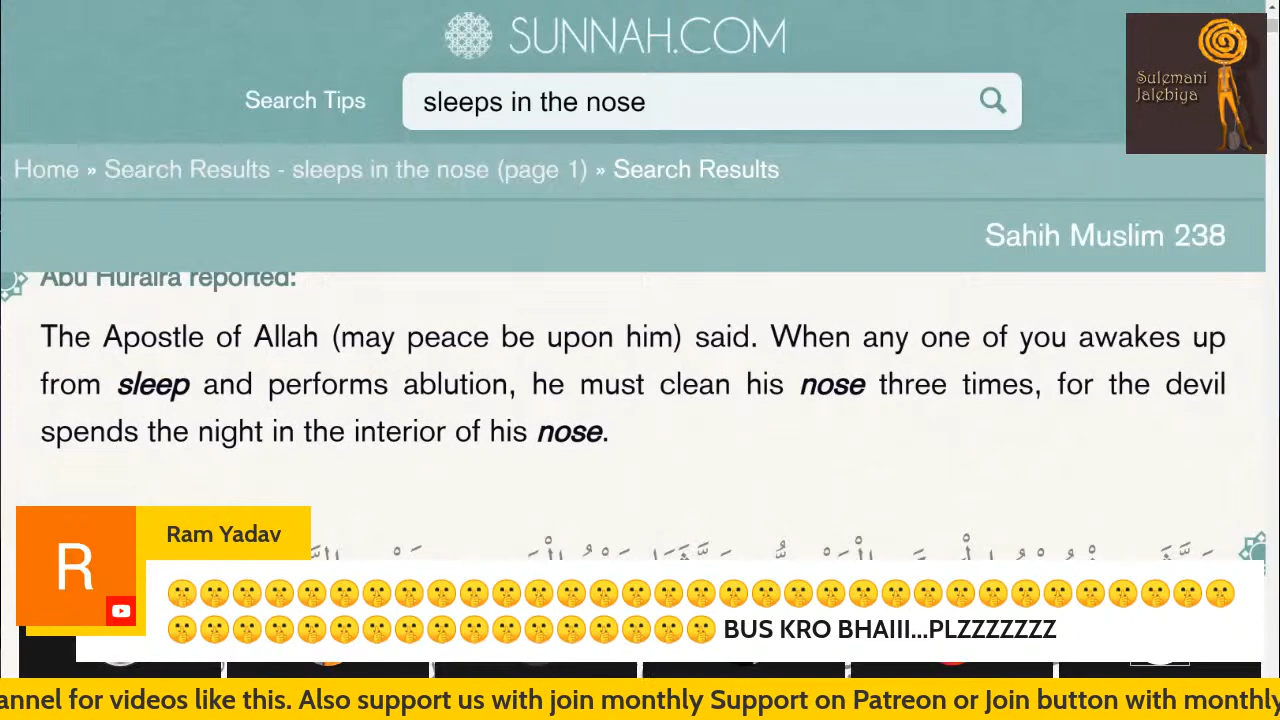 SUNNAH.COM
Search Tips
sleeps in the nose
Sulemani
Jalebiya
Home » Search Results - sleeps in the nose (page 1) » Search Results
Sahih Muslim 238
Abu Huraira reported:
The Apostle of Allah (may peace be upon him) said. When any one of you awakes up
from sleep and performs ablution, he must clean his nose three times, for the devil
spends the night in the interior of his nose.
R
Ram Yadav
🤫🤫🤫🤫🤫🤫🤫🤫🤫🤫🤫🤫🤫🤫🤫🤫🤫🤫🤫🤫🤫🤫🤫🤫🤫🤫🤫🤫🤫🤫🤫🤫🤫
🤫🤫🤫🤫🤫🤫🤫🤫🤫🤫🤫🤫🤫🤫🤫🤫🤫 BUS KRO BHAIII...PLZZZZZZZ
annel for videos like this. Also support us with join monthly Support on Patreon or Join button with monthly